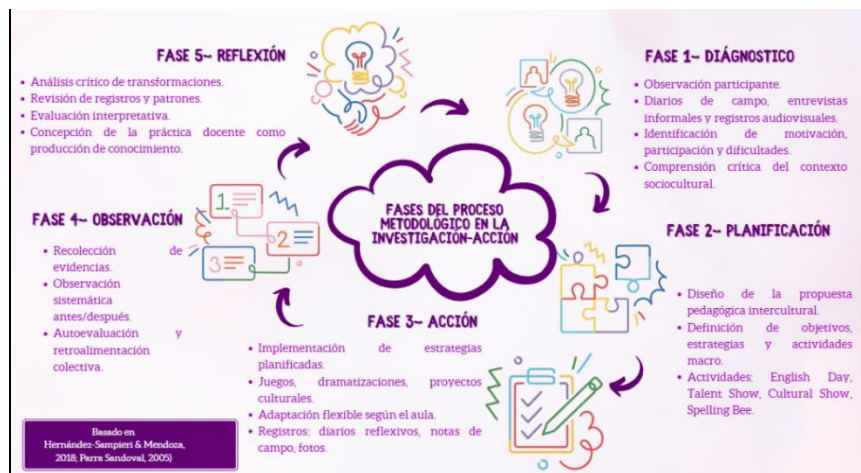 FASES DEL PROCESO
METODOLÓGICO EN LA
INVESTIGACIÓN-ACCIÓN
FASE 1~ DIÁGNOSTICO
• Observación participante.
• Diarios de campo, entrevistas
informales y registros audiovisuales.
• Identificación de motivación,
participación y dificultades.
• Comprensión crítica del contexto
sociocultural.
FASE 2~ PLANIFICACIÓN
• Diseño de la propuesta
pedagógica intercultural.
• Definición de objetivos,
estrategias y actividades
macro.
• Actividades: English Day,
Talent Show, Cultural Show,
Spelling Bee.
FASE 3~ ACCIÓN
• Implementación de estrategias
planificadas.
• Juegos, dramatizaciones, proyectos
culturales.
• Adaptación flexible según el aula.
• Registros: diarios reflexivos, notas de
campo, fotos.
FASE 4~ OBSERVACIÓN
• Recolección de
evidencias.
• Observación
sistemática
antes/después.
• Autoevaluación y
retroalimentación
colectiva.
1
2
3
FASE 5~ REFLEXIÓN
• Análisis crítico de transformaciones.
• Revisión de registros y patrones.
• Evaluación interpretativa.
• Concepción de la práctica docente como
producción de conocimiento.
Basado en
Hernández-Sampieri & Mendoza,
2018; Parra Sandoval, 2005)